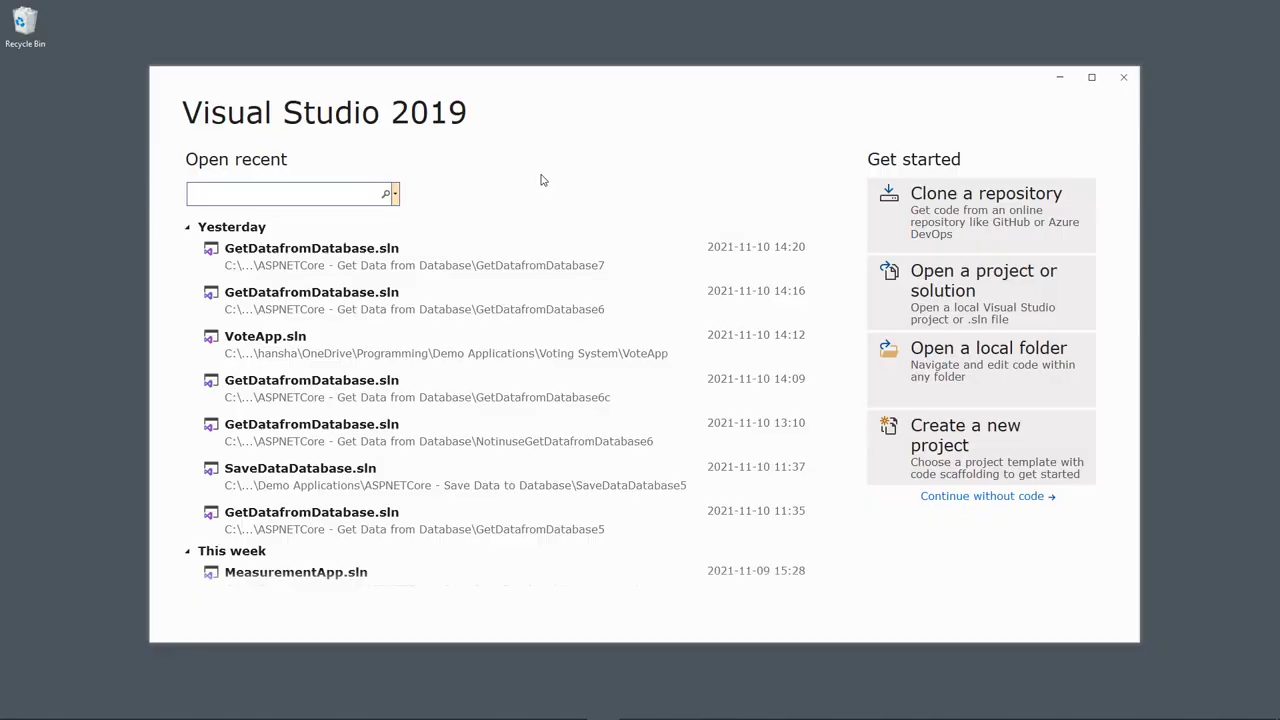 Recycle Bin
Visual Studio 2019
Open recent
Yesterday
GetDatafromDatabase.sln 2021-11-10 14:20
C:\...\ASPNETCore - Get Data from Database\GetDatafromDatabase7
GetDatafromDatabase.sln 2021-11-10 14:16
C:\...\ASPNETCore - Get Data from Database\GetDatafromDatabase6
VoteApp.sln 2021-11-10 14:12
C:\...\hansha\OneDrive\Programming\Demo Applications\Voting System\VoteApp
GetDatafromDatabase.sln 2021-11-10 14:09
C:\...\ASPNETCore - Get Data from Database\GetDatafromDatabase6c
GetDatafromDatabase.sln 2021-11-10 13:10
C:\...\ASPNETCore - Get Data from Database\NotinuseGetDatafromDatabase6
SaveDataDatabase.sln 2021-11-10 11:37
C:\...\Demo Applications\ASPNETCore - Save Data to Database\SaveDataDatabase5
GetDatafromDatabase.sln 2021-11-10 11:35
C:\...\ASPNETCore - Get Data from Database\GetDatafromDatabase5
This week
MeasurementApp.sln 2021-11-09 15:28
Get started
Clone a repository
Get code from an online
repository like GitHub or Azure
DevOps
Open a project or
solution
Open a local Visual Studio
project or .sln file
Open a local folder
Navigate and edit code within
any folder
Create a new
project
Choose a project template with
code scaffolding to get started
Continue without code →